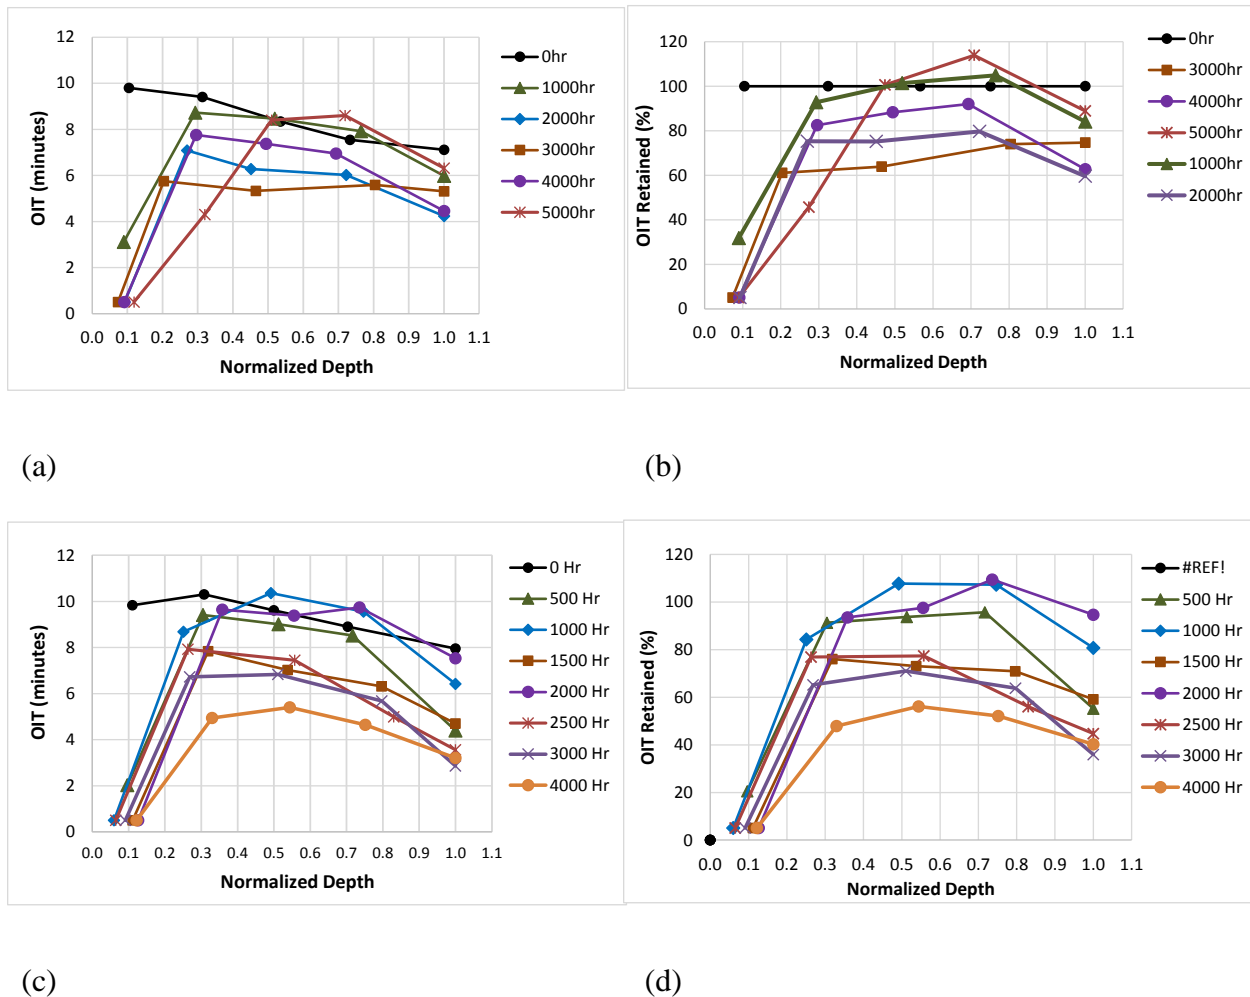 12
10
8
6
4
2
0
OIT (minutes)
0.0 0.1 0.2 0.3 0.4 0.5 0.6 0.7 0.8 0.9 1.0 1.1
Normalized Depth
0hr
1000hr
2000hr
3000hr
4000hr
5000hr
120
100
80
60
40
20
0
OIT Retained (%)
0.0 0.1 0.2 0.3 0.4 0.5 0.6 0.7 0.8 0.9 1.0 1.1
Normalized Depth
0hr
3000hr
4000hr
5000hr
1000hr
2000hr
(a)
(b)
12
10
8
6
4
2
0
OIT (minutes)
0.0 0.1 0.2 0.3 0.4 0.5 0.6 0.7 0.8 0.9 1.0 1.1
Normalized Depth
0 Hr
500 Hr
1000 Hr
1500 Hr
2000 Hr
2500 Hr
3000 Hr
4000 Hr
120
100
80
60
40
20
0
OIT Retained (%)
0.0 0.1 0.2 0.3 0.4 0.5 0.6 0.7 0.8 0.9 1.0 1.1
Normalized Depth
#REF!
500 Hr
1000 Hr
1500 Hr
2000 Hr
2500 Hr
3000 Hr
4000 Hr
(c)
(d)